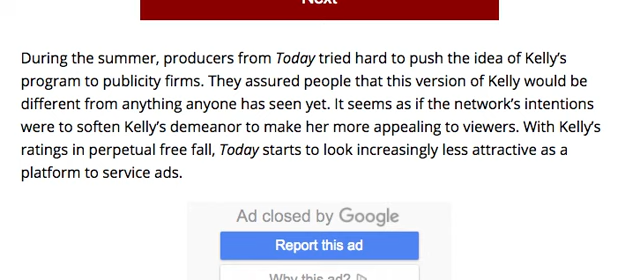 Next
During the summer, producers from Today tried hard to push the idea of Kelly’s
program to publicity firms. They assured people that this version of Kelly would be
different from anything anyone has seen yet. It seems as if the network’s intentions
were to soften Kelly’s demeanor to make her more appealing to viewers. With Kelly’s
ratings in perpetual free fall, Today starts to look increasingly less attractive as a
platform to service ads.
Ad closed by Google
Report this ad
Why this ad?